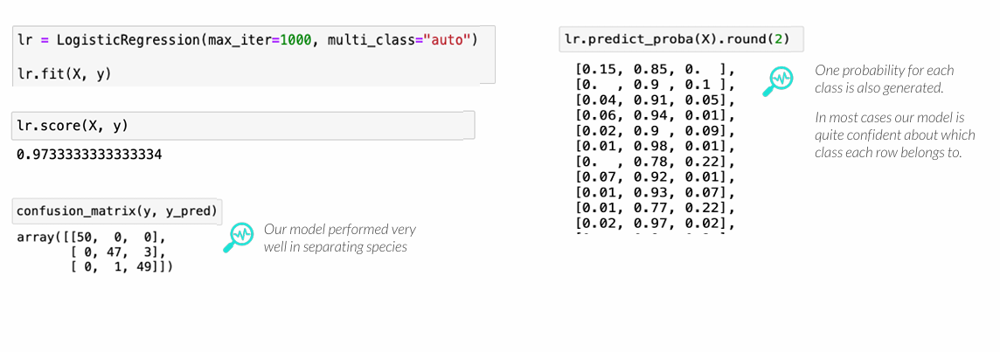 lr = LogisticRegression(max_iter=1000, multi_class="auto")
lr.fit(X, y)
lr.score(X, y)
0.9733333333333334
confusion_matrix(y, y_pred)
array([[50,  0,  0],
       [ 0, 47,  3],
       [ 0,  1, 49]])
Our model performed very
well in separating species
lr.predict_proba(X).round(2)
[0.15, 0.85, 0.  ],
[0.  , 0.9 , 0.1 ],
[0.04, 0.91, 0.05],
[0.06, 0.94, 0.01],
[0.02, 0.9 , 0.09],
[0.01, 0.98, 0.01],
[0.  , 0.78, 0.22],
[0.07, 0.92, 0.01],
[0.01, 0.93, 0.07],
[0.01, 0.77, 0.22],
[0.02, 0.97, 0.02],
One probability for each
class is also generated.
In most cases our model is
quite confident about which
class each row belongs to.